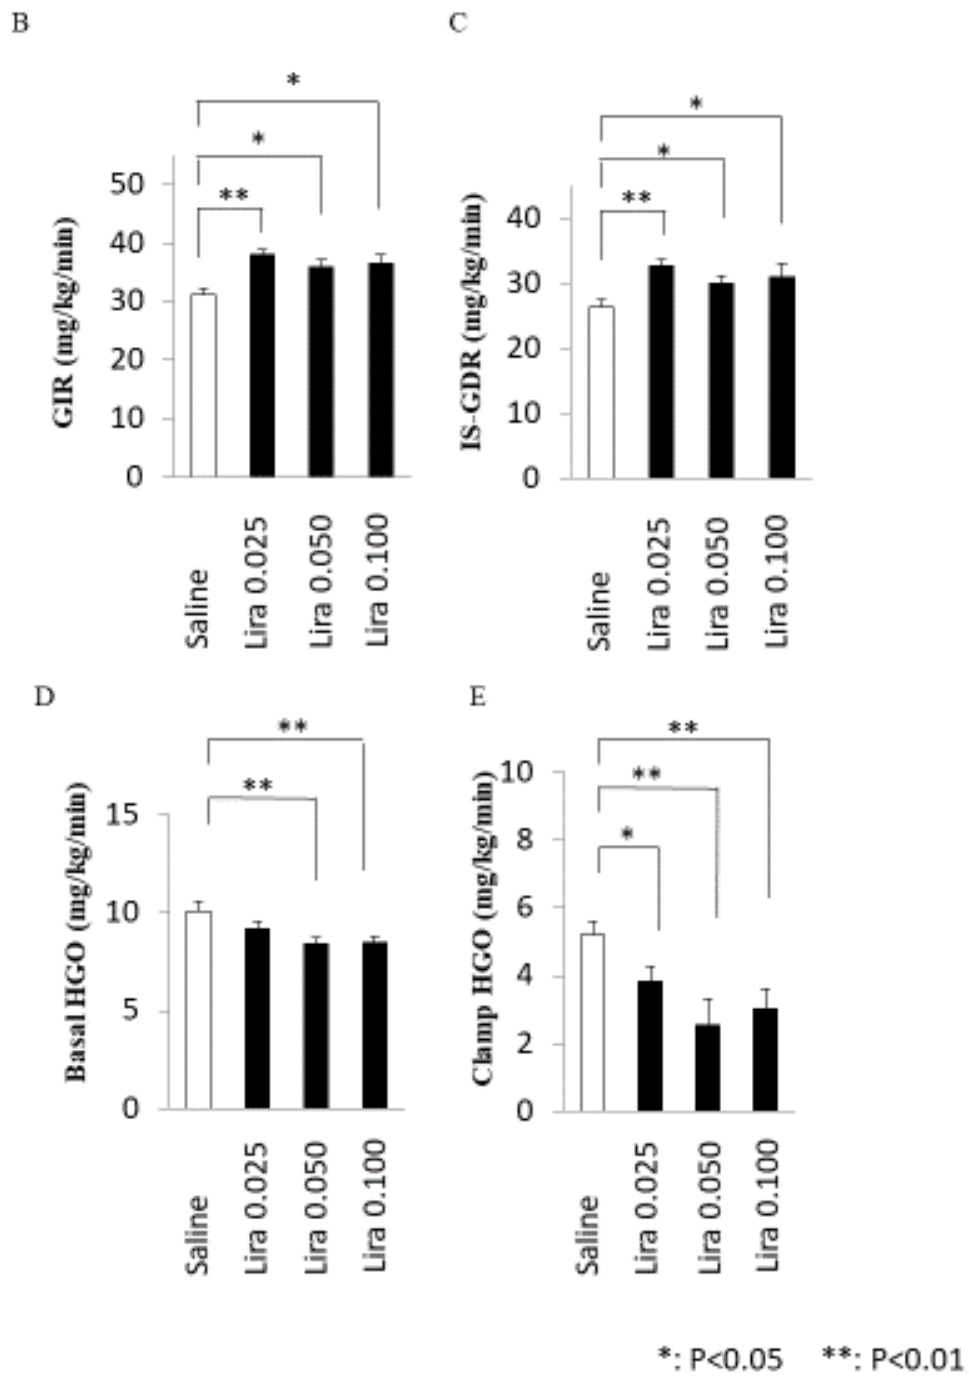 B
*
*
**
50
40
30
20
10
0
GIR (mg/kg/min)
Saline
Lira 0.025
Lira 0.050
Lira 0.100
C
*
*
**
40
30
20
10
0
IS-GDR (mg/kg/min)
Saline
Lira 0.025
Lira 0.050
Lira 0.100
D
**
**
15
10
5
0
Basal HGO (mg/kg/min)
Saline
Lira 0.025
Lira 0.050
Lira 0.100
E
**
**
*
10
8
6
4
2
0
Clamp HGO (mg/kg/min)
Saline
Lira 0.025
Lira 0.050
Lira 0.100
*: P<0.05 **: P<0.01